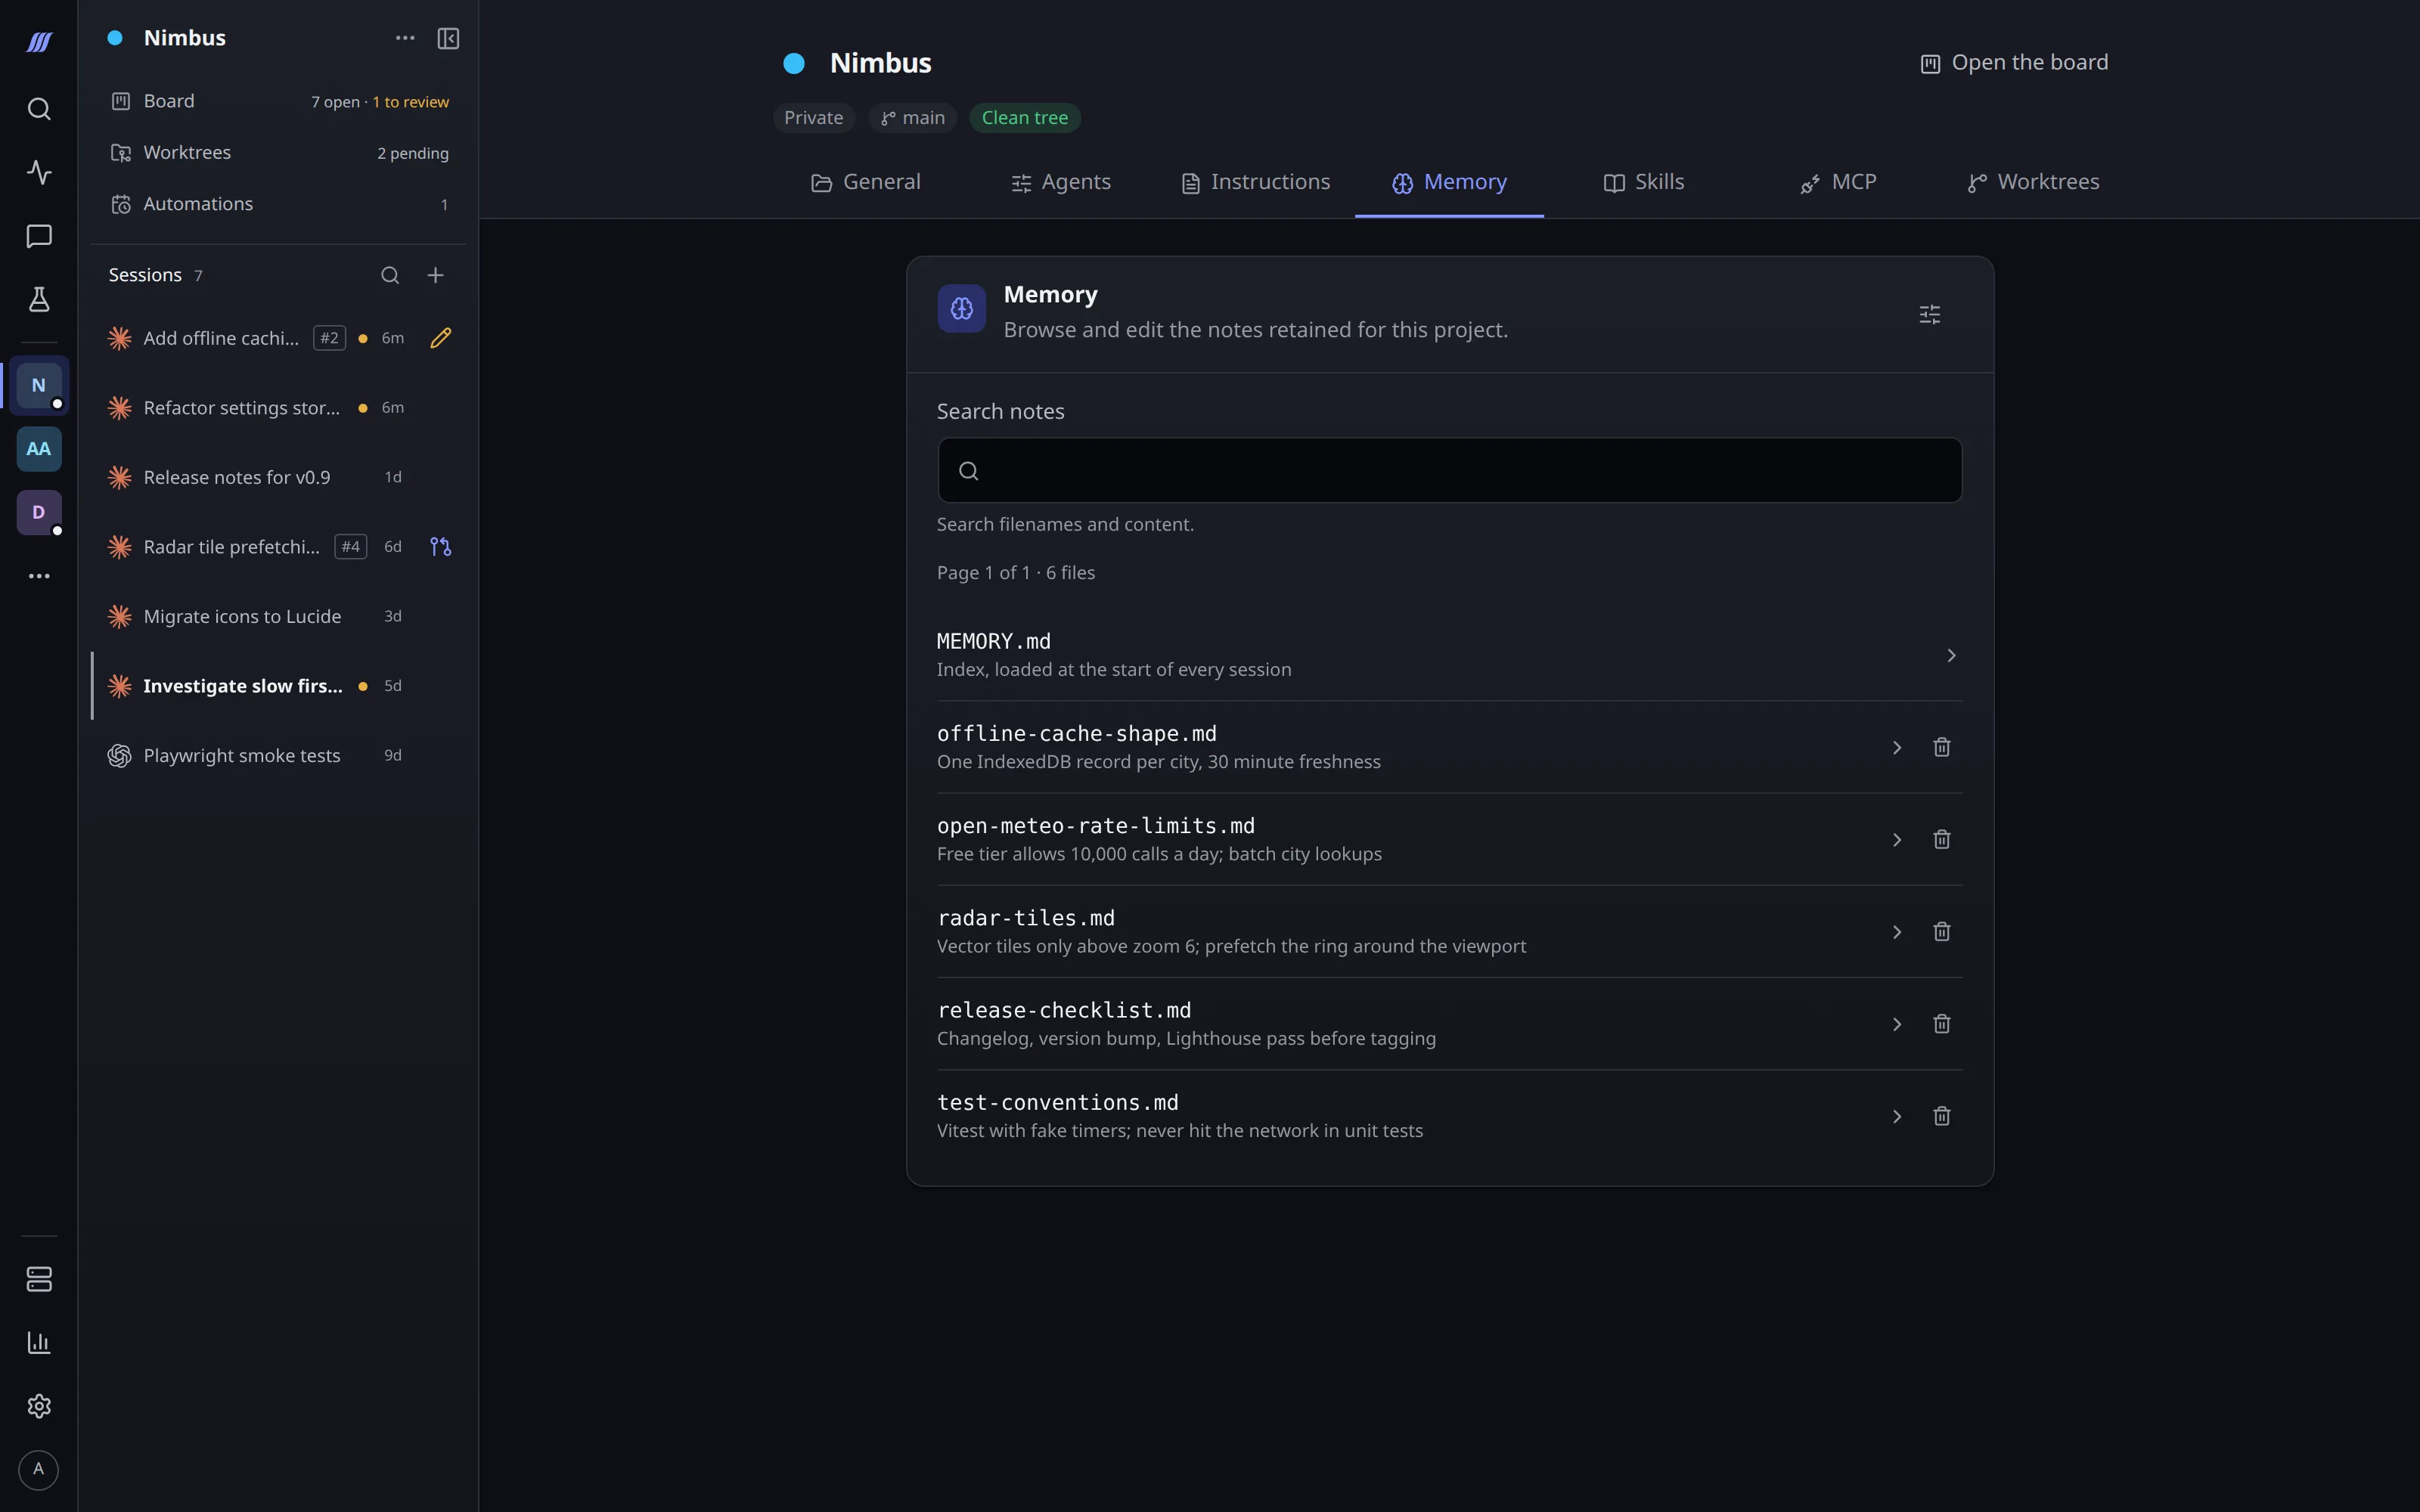 Nimbus
Board 7 open · 1 to review
Worktrees 2 pending
Automations 1
Sessions 7
Add offline cachi... #2 6m
Refactor settings stor... 6m
Release notes for v0.9 1d
Radar tile prefetchi... #4 6d
Migrate icons to Lucide 3d
Investigate slow firs... 5d
Playwright smoke tests 9d
N
AA
D
A
Nimbus
Open the board
Private main Clean tree
General Agents Instructions Memory Skills MCP Worktrees
Memory
Browse and edit the notes retained for this project.
Search notes
Search filenames and content.
Page 1 of 1 · 6 files
MEMORY.md
Index, loaded at the start of every session
offline-cache-shape.md
One IndexedDB record per city, 30 minute freshness
open-meteo-rate-limits.md
Free tier allows 10,000 calls a day; batch city lookups
radar-tiles.md
Vector tiles only above zoom 6; prefetch the ring around the viewport
release-checklist.md
Changelog, version bump, Lighthouse pass before tagging
test-conventions.md
Vitest with fake timers; never hit the network in unit tests